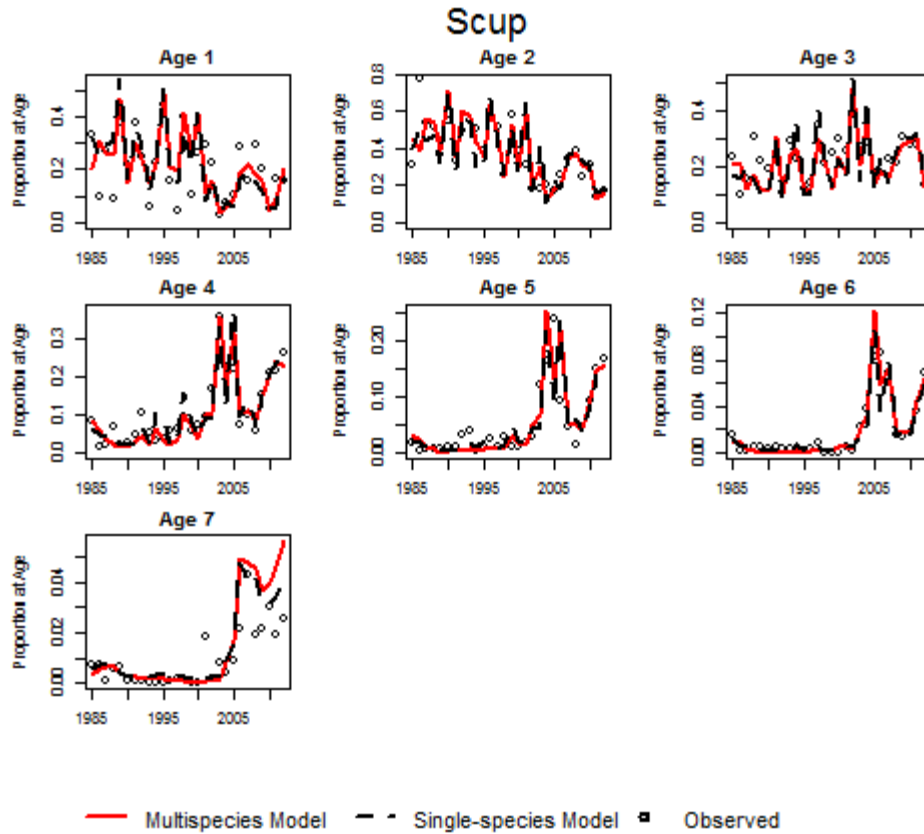 Scup
Age 1
Proportion at Age
0.0 0.2 0.4
1985 1995 2005
Age 2
Proportion at Age
0.0 0.2 0.4 0.6 0.8
1985 1995 2005
Age 3
Proportion at Age
0.0 0.2 0.4
1985 1995 2005
Age 4
Proportion at Age
0.0 0.1 0.2 0.3
1985 1995 2005
Age 5
Proportion at Age
0.00 0.10 0.20
1985 1995 2005
Age 6
Proportion at Age
0.00 0.04 0.08 0.12
1985 1995 2005
Age 7
Proportion at Age
0.00 0.02 0.04
1985 1995 2005
Multispecies Model Single-species Model Observed